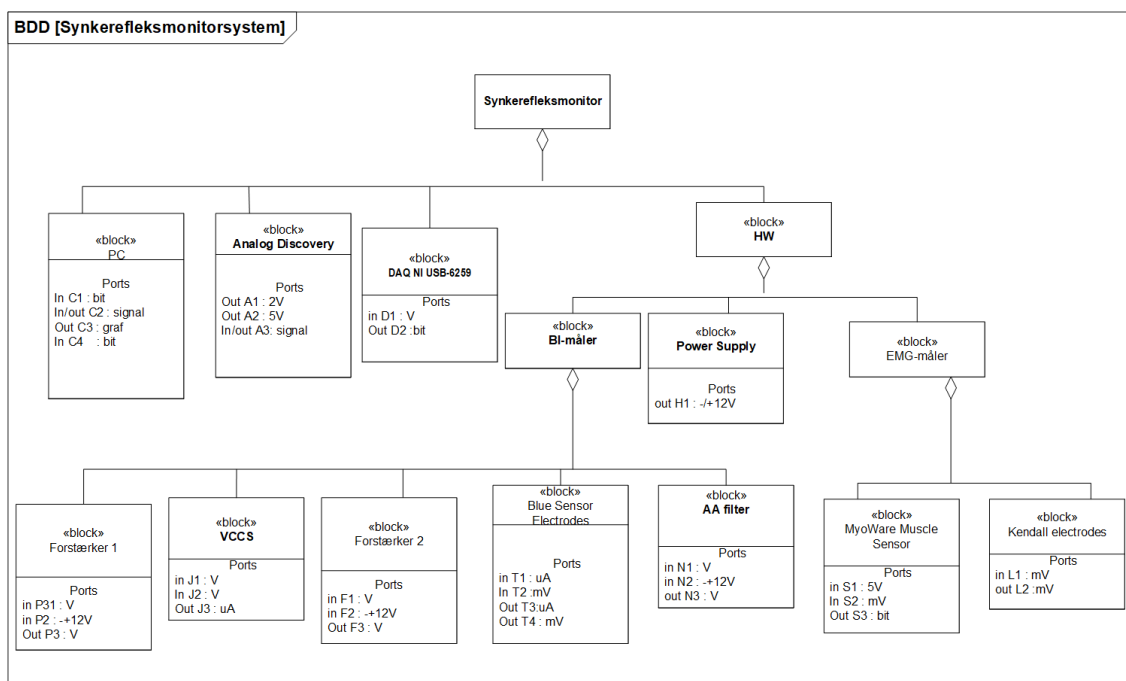 BDD [Synkerefleksmonitorsystem]
Synkerefleksmonitor
«block»
PC
Ports
In C1 : bit
In/out C2 : signal
Out C3 : graf
In C4 : bit
«block»
Analog Discovery
Ports
Out A1 : 2V
Out A2 : 5V
In/out A3: signal
«block»
DAQ NI USB-6259
Ports
in D1 : V
Out D2 :bit
«block»
HW
«block»
BI-måler
«block»
Power Supply
Ports
out H1 : -/+12V
«block»
EMG-måler
«block»
Forstærker 1
Ports
in P31 : V
in P2 : -+12V
Out P3 : V
«block»
VCCS
Ports
in J1 : V
In J2 : V
Out J3 : uA
«block»
Forstærker 2
Ports
in F1 : V
in F2 : -+12V
Out F3 : V
«block»
Blue Sensor
Electrodes
Ports
in T1 : uA
In T2 : mV
Out T3:uA
Out T4 : mV
«block»
AA filter
Ports
in N1 : V
in N2 : -+12V
out N3 : V
«block»
MyoWare Muscle
Sensor
Ports
in S1 : 5V
In S2 : mV
Out S3 : bit
«block»
Kendall electrodes
Ports
in L1 : mV
out L2 :mV